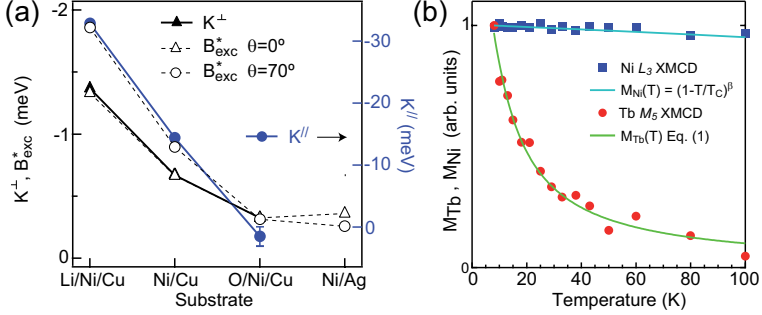 (a)
K⊥, B*exc (meV)
-2
-1
0
K⊥
B*exc θ=0º
B*exc θ=70º
K//
-30
-20
-10
0
K// (meV)
Li/Ni/Cu Ni/Cu O/Ni/Cu Ni/Ag
Substrate
(b)
MTb , MNi (arb. units)
1
0
Ni L3 XMCD
MNi(T) = (1-T/TC)β
Tb M5 XMCD
MTb(T) Eq. (1)
0 20 40 60 80 100
Temperature (K)